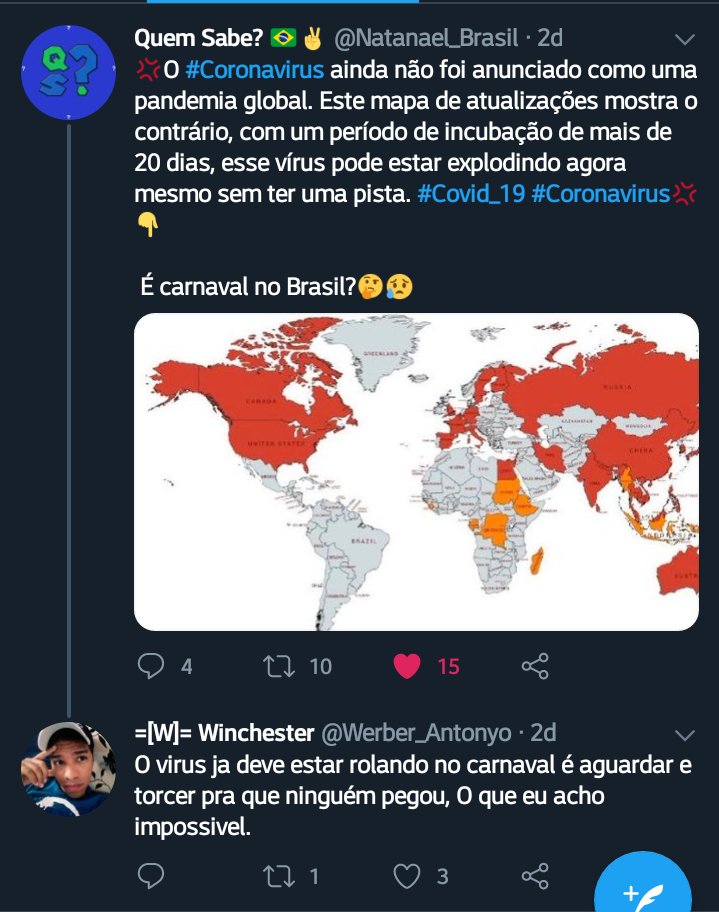 Quem Sabe? 🇧🇷✌️ @Natanael_Brasil · 2d
💢O #Coronavirus ainda não foi anunciado como uma
pandemia global. Este mapa de atualizações mostra o
contrário, com um período de incubação de mais de
20 dias, esse vírus pode estar explodindo agora
mesmo sem ter uma pista. #Covid_19 #Coronavirus💢
👇
É carnaval no Brasil?🤔😢
GREENLAND
RUSSIA
CANADA
KAZAKHSTAN
MONGOLIA
UNITED STATES
CHINA
BRAZIL
4 10 15
=[W]= Winchester @Werber_Antonyo · 2d
O virus ja deve estar rolando no carnaval é aguardar e
torcer pra que ninguém pegou, O que eu acho
impossivel.
1 3